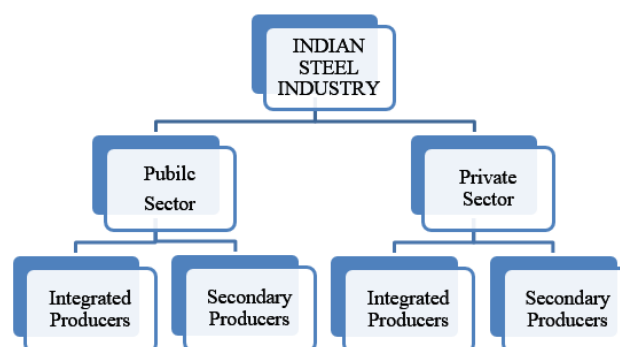 INDIAN
STEEL
INDUSTRY
Pubilc
Sector
Private
Sector
Integrated
Producers
Secondary
Producers
Integrated
Producers
Secondary
Producers